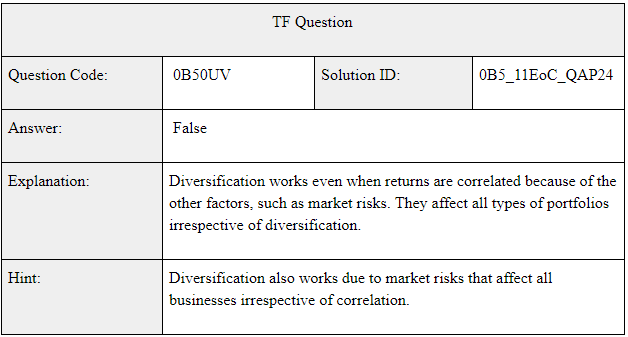 TF Question
Question Code: 0B50UV Solution ID: 0B5_11EoC_QAP24
Answer: False
Explanation: Diversification works even when returns are correlated because of the
other factors, such as market risks. They affect all types of portfolios
irrespective of diversification.
Hint: Diversification also works due to market risks that affect all
businesses irrespective of correlation.